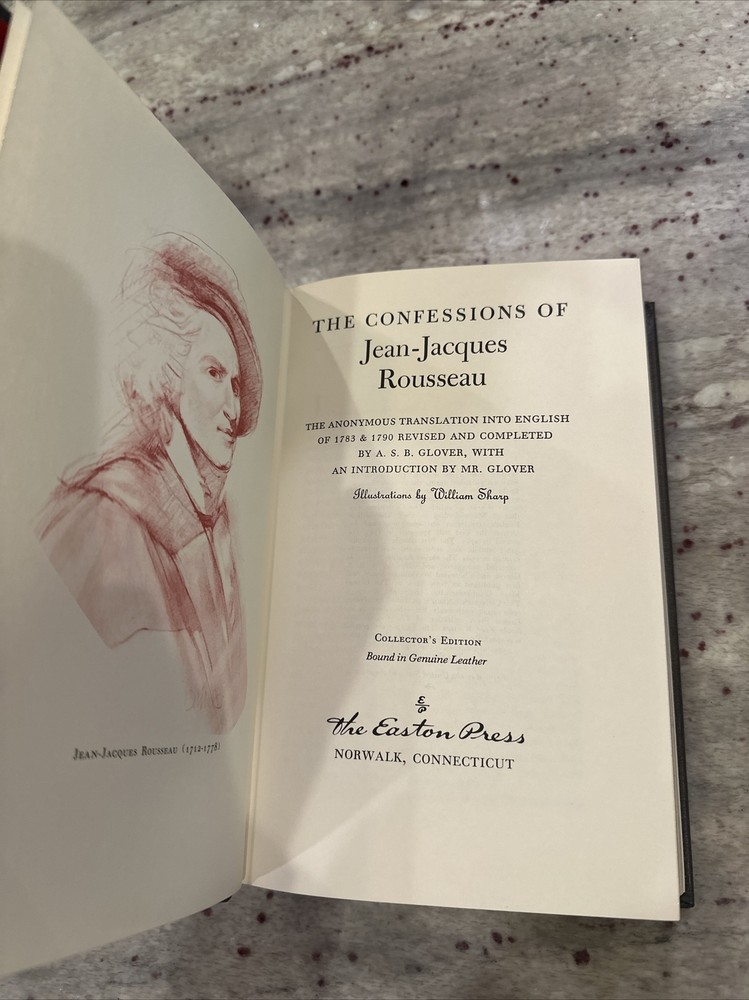 JEAN-JACQUES ROUSSEAU (1712-1778)
THE CONFESSIONS OF
Jean-Jacques
Rousseau
THE ANONYMOUS TRANSLATION INTO ENGLISH
OF 1783 & 1790 REVISED AND COMPLETED
BY A. S. B. GLOVER, WITH
AN INTRODUCTION BY MR. GLOVER
Illustrations by William Sharp
COLLECTOR'S EDITION
Bound in Genuine Leather
E
P
The Easton Press
NORWALK, CONNECTICUT